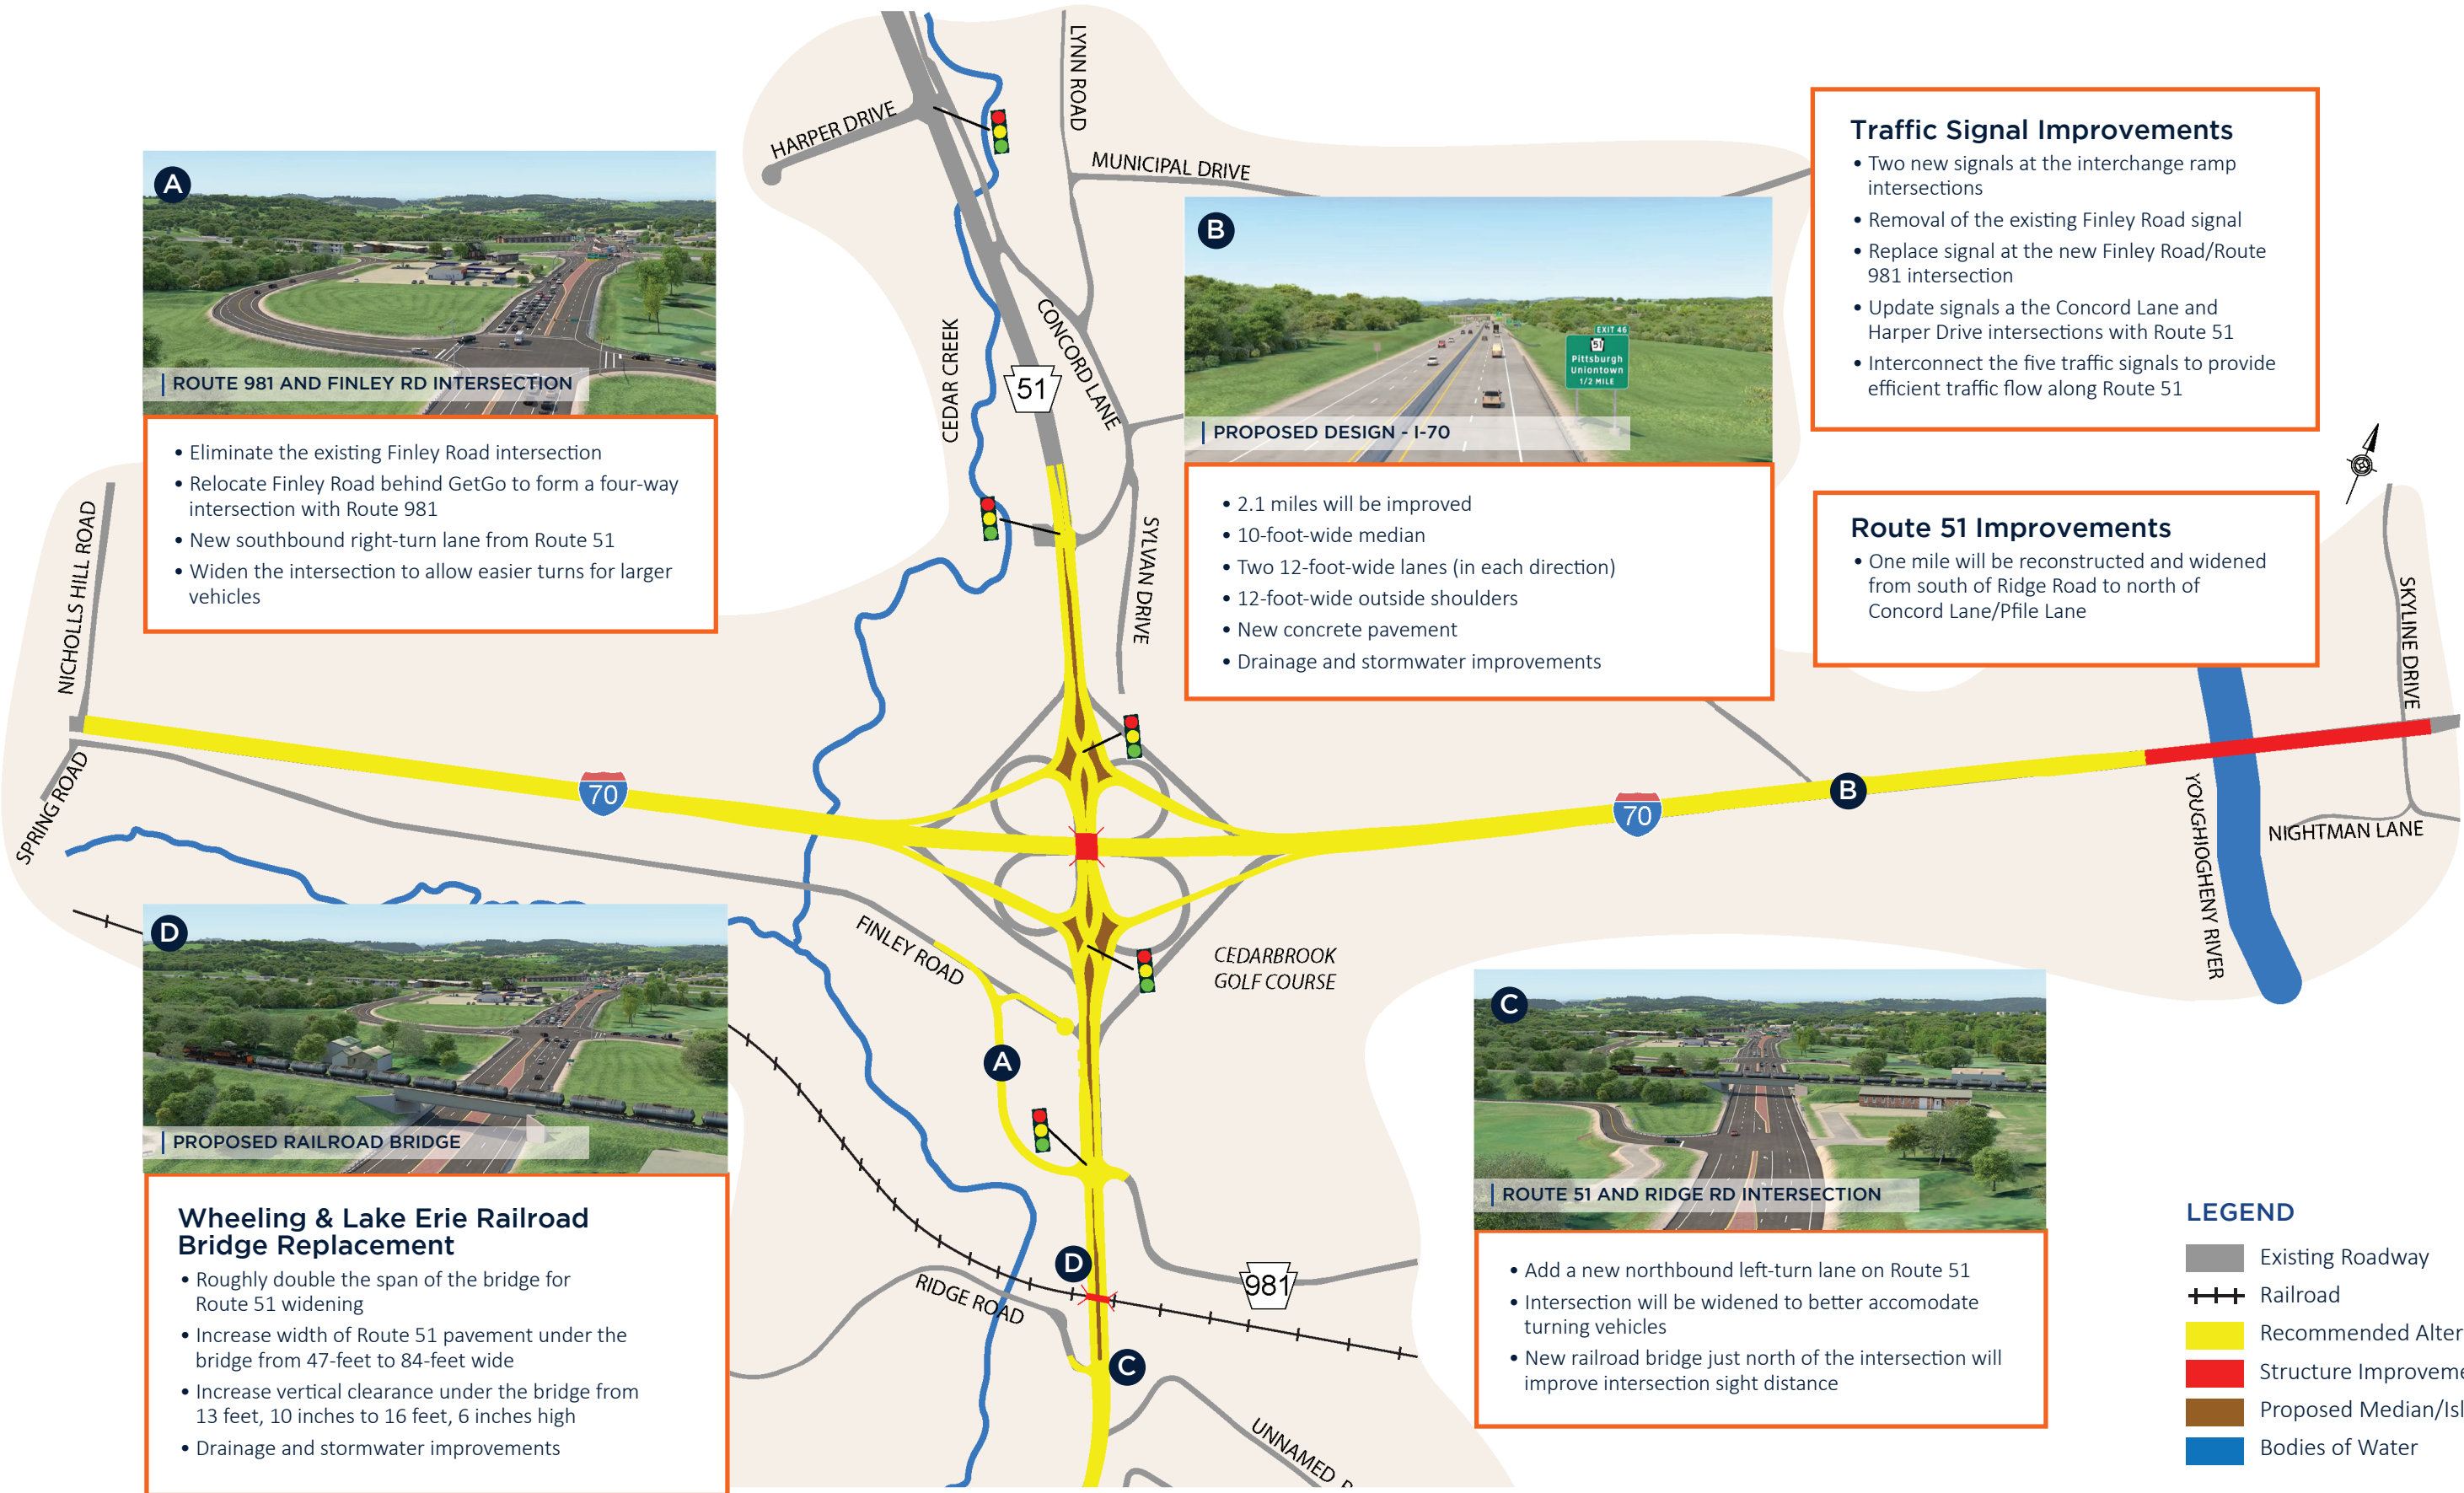 HARPER DRIVE
LYNN ROAD
MUNICIPAL DRIVE
A
ROUTE 981 AND FINLEY RD INTERSECTION
• Eliminate the existing Finley Road intersection
• Relocate Finley Road behind GetGo to form a four-way
intersection with Route 981
• New southbound right-turn lane from Route 51
• Widen the intersection to allow easier turns for larger
vehicles
CEDAR CREEK
51
CONCORD LANE
SYLVAN DRIVE
B
EXIT 46
51
Pittsburgh
Uniontown
1/2 MILE
PROPOSED DESIGN - I-70
• 2.1 miles will be improved
• 10-foot-wide median
• Two 12-foot-wide lanes (in each direction)
• 12-foot-wide outside shoulders
• New concrete pavement
• Drainage and stormwater improvements
Traffic Signal Improvements
• Two new signals at the interchange ramp
intersections
• Removal of the existing Finley Road signal
• Replace signal at the new Finley Road/Route
981 intersection
• Update signals a the Concord Lane and
Harper Drive intersections with Route 51
• Interconnect the five traffic signals to provide
efficient traffic flow along Route 51
Route 51 Improvements
• One mile will be reconstructed and widened
from south of Ridge Road to north of
Concord Lane/Pfile Lane
NICHOLLS HILL ROAD
SPRING ROAD
70
70
B
SKYLINE DRIVE
NIGHTMAN LANE
YOUGHIOGHENY RIVER
FINLEY ROAD
CEDARBROOK
GOLF COURSE
A
D
PROPOSED RAILROAD BRIDGE
Wheeling & Lake Erie Railroad
Bridge Replacement
• Roughly double the span of the bridge for
Route 51 widening
• Increase width of Route 51 pavement under the
bridge from 47-feet to 84-feet wide
• Increase vertical clearance under the bridge from
13 feet, 10 inches to 16 feet, 6 inches high
• Drainage and stormwater improvements
RIDGE ROAD
D
981
C
UNNAMED
C
ROUTE 51 AND RIDGE RD INTERSECTION
• Add a new northbound left-turn lane on Route 51
• Intersection will be widened to better accomodate
turning vehicles
• New railroad bridge just north of the intersection will
improve intersection sight distance
LEGEND
Existing Roadway
Railroad
Recommended Alter
Structure Improveme
Proposed Median/Isl
Bodies of Water